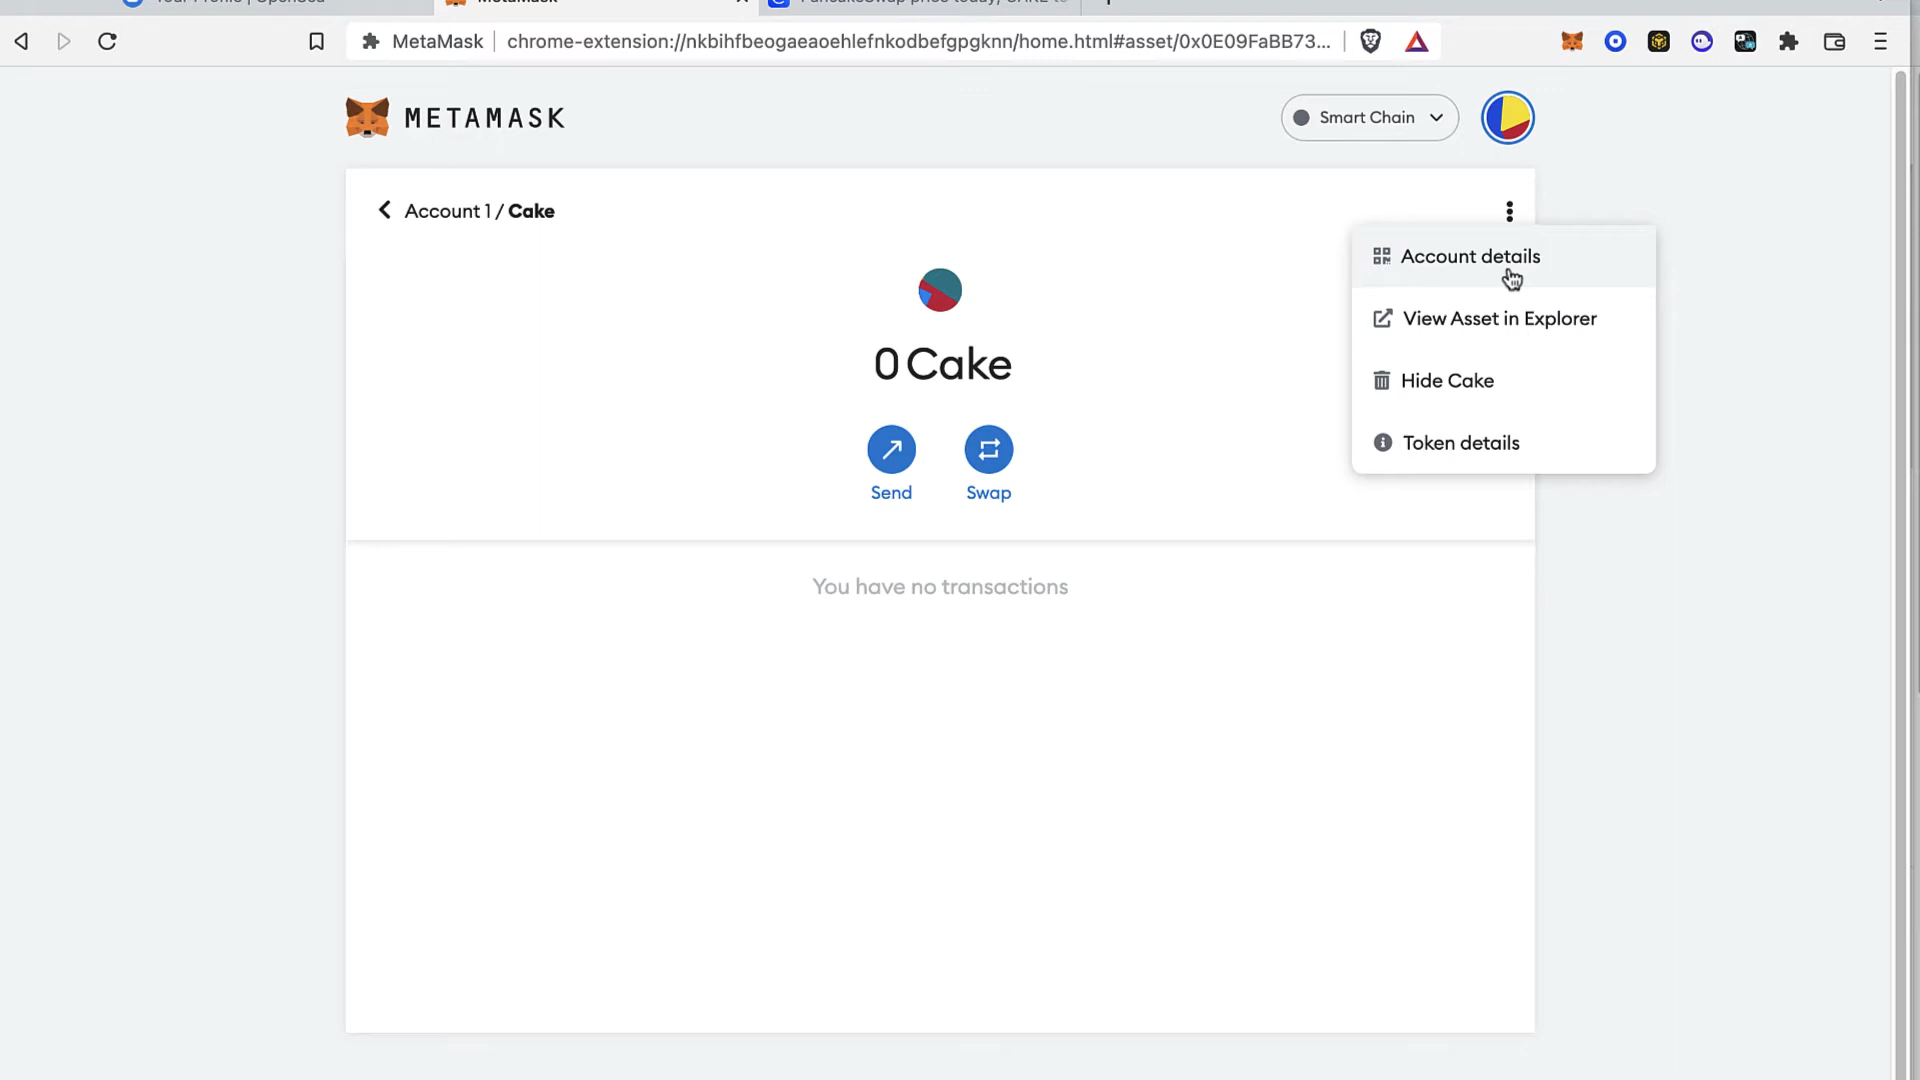 MetaMask
MetaMask
chrome-extension://nkbihfbeogaeaoehlefnkodbefgpgknn/home.html#asset/0x0E09FaBB73...
METAMASK
Smart Chain
Account 1 / Cake
Account details
View Asset in Explorer
Hide Cake
Token details
0 Cake
Send
Swap
You have no transactions